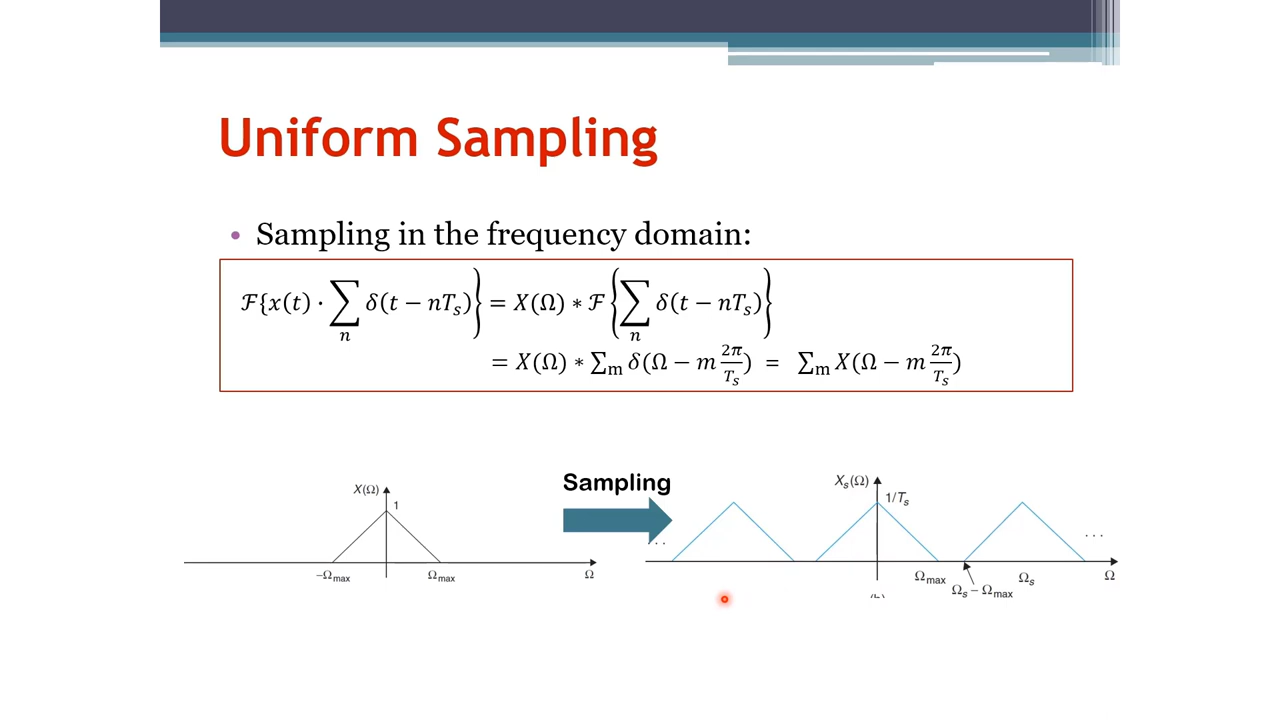 Uniform Sampling
• Sampling in the frequency domain:
ℱ{x(t) · ∑ₙ δ(t − nTₛ)} = X(Ω) ∗ ℱ{∑ₙ δ(t − nTₛ)}
= X(Ω) ∗ ∑ₘ δ(Ω − m 2π/Tₛ) = ∑ₘ X(Ω − m 2π/Tₛ)
Sampling
X(Ω)
1
−Ωmax
Ωmax
Ω
Xₛ(Ω)
1/Tₛ
. . .
. . .
Ωmax
Ωₛ − Ωmax
Ωₛ
Ω